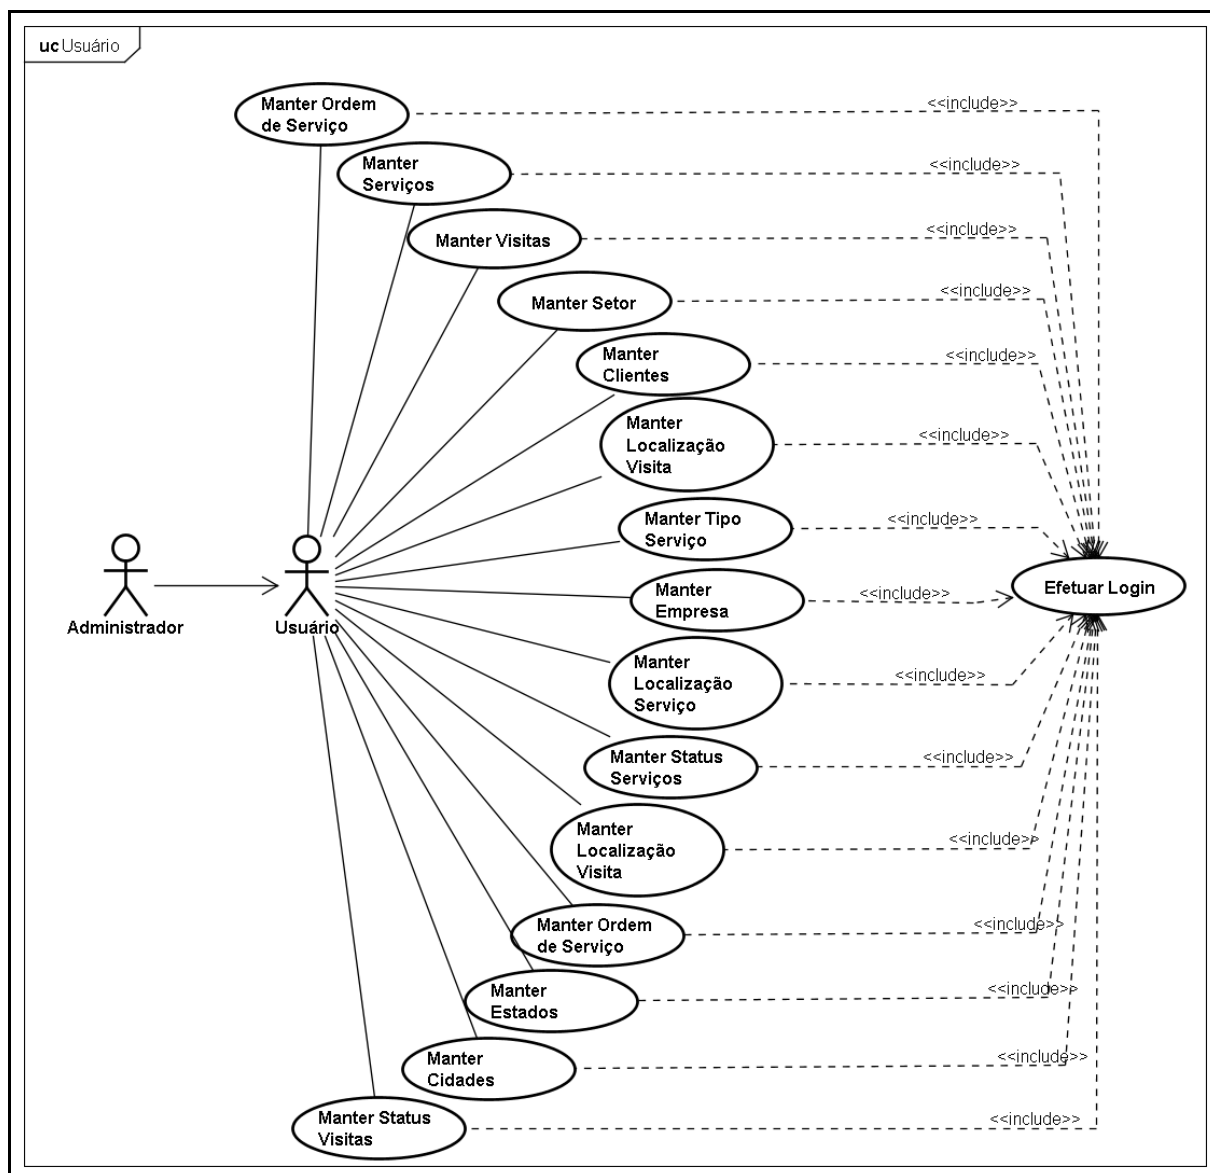 uc Usuário
Manter Ordem
de Serviço
<<include>>
Manter
Serviços
<<include>>
Manter Visitas
<<include>>
Manter Setor
<<include>>
Manter
Clientes
<<include>>
Manter
Localização
Visita
<<include>>
Manter Tipo
Serviço
<<include>>
Manter
Empresa
<<include>>
Efetuar Login
Administrador
Usuário
Manter
Localização
Serviço
<<include>>
Manter Status
Serviços
<<include>>
Manter
Localização
Visita
<<include>>
Manter Ordem
de Serviço
<<include>>
Manter
Estados
<<include>>
Manter
Cidades
<<include>>
Manter Status
Visitas
<<include>>